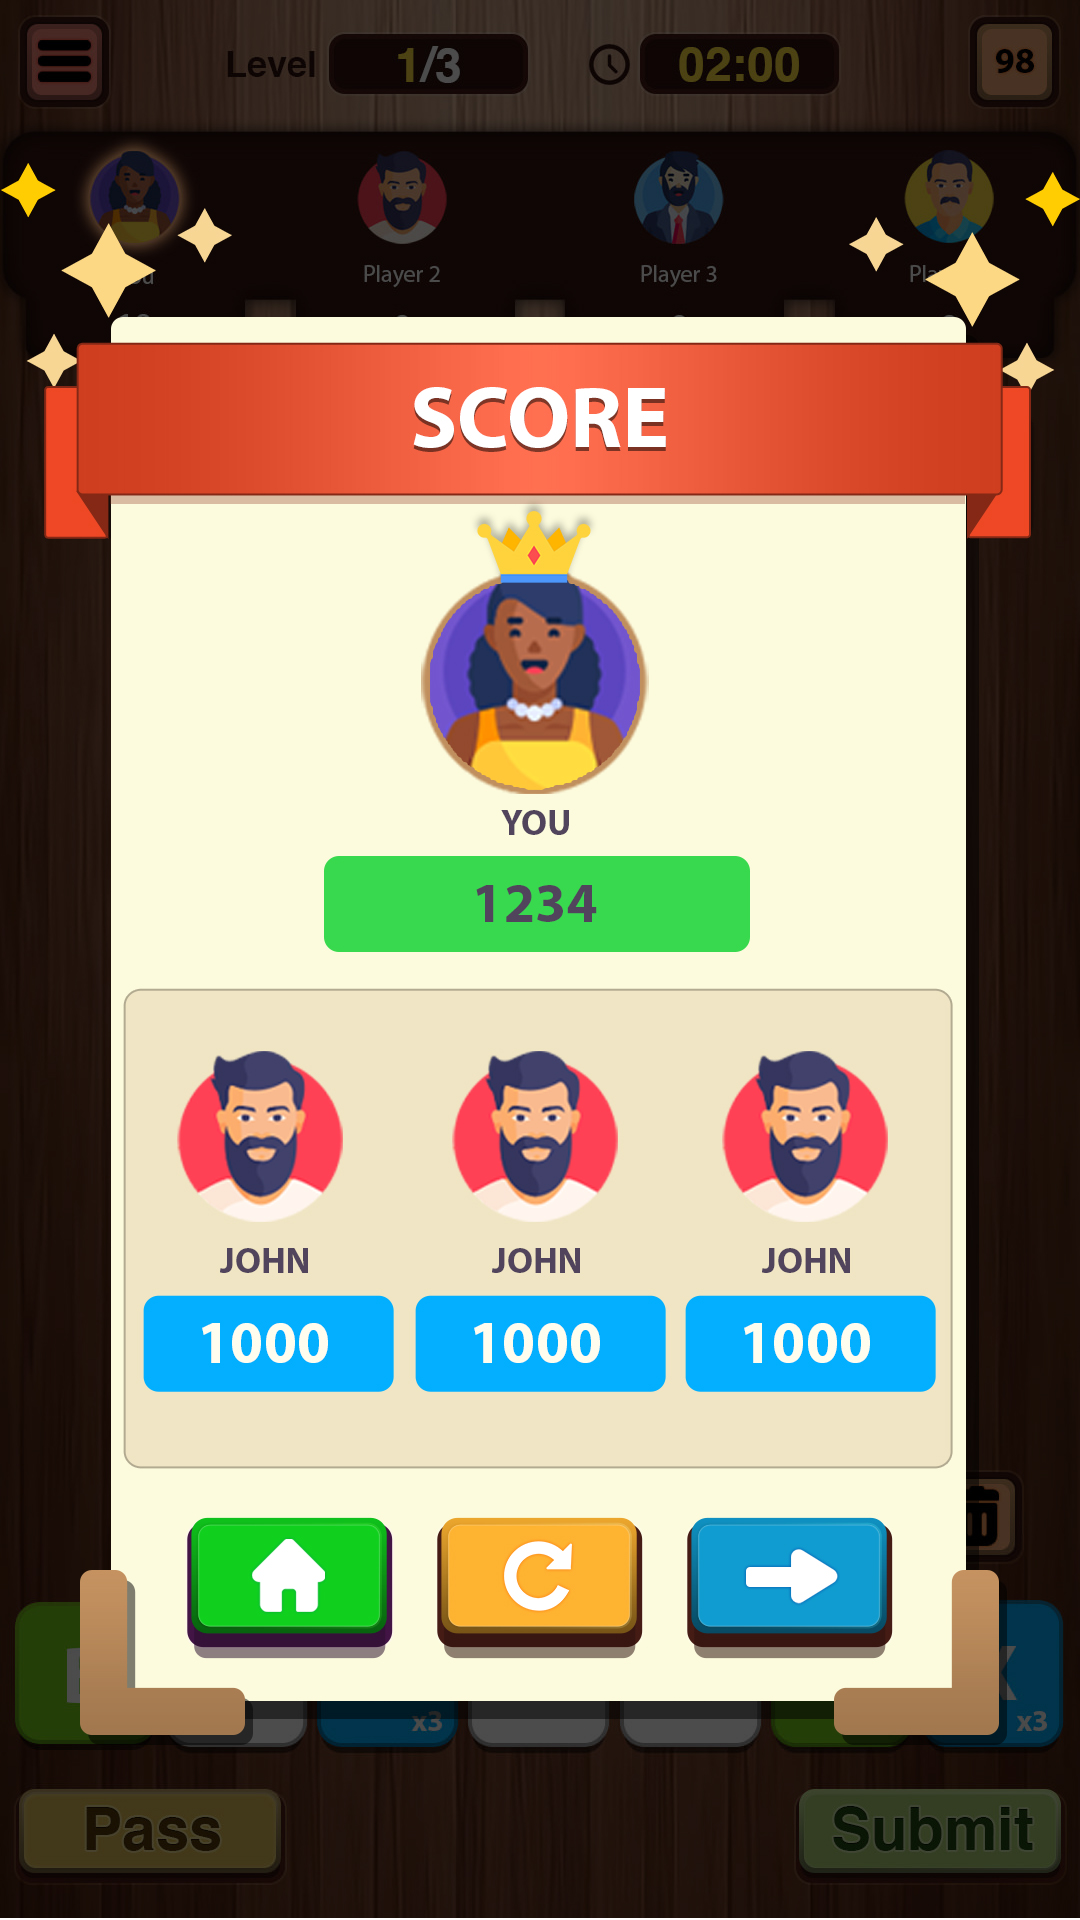 Level 1/3 02:00 98
Player 2 Player 3
SCORE
YOU
1234
JOHN JOHN JOHN
1000 1000 1000
x3 x3
Pass Submit